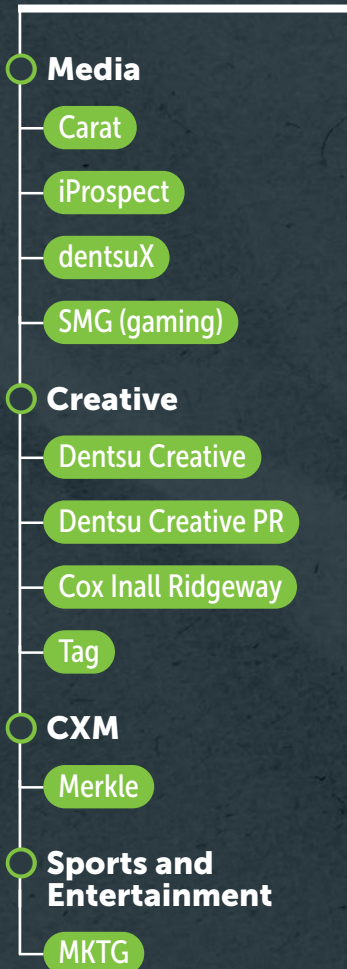 Media
Carat
iProspect
dentsuX
SMG (gaming)
Creative
Dentsu Creative
Dentsu Creative PR
Cox Inall Ridgeway
Tag
CXM
Merkle
Sports and
Entertainment
MKTG